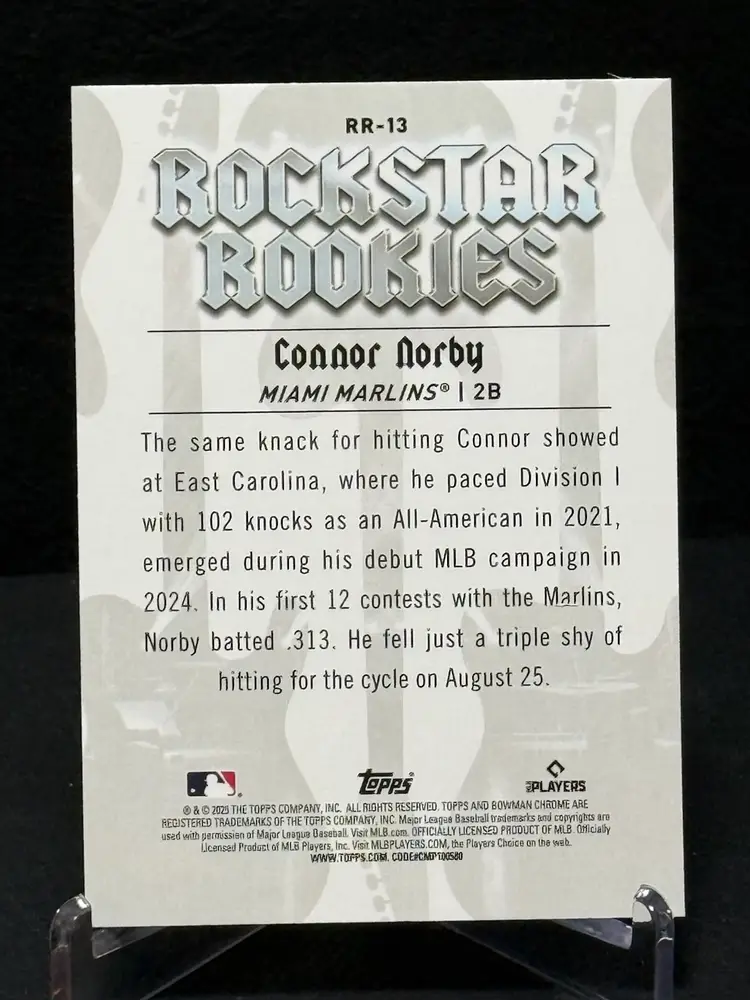 RR-13
ROCKSTAR
ROOKIES
Connor Norby
MIAMI MARLINS® | 2B
The same knack for hitting Connor showed
at East Carolina, where he paced Division I
with 102 knocks as an All-American in 2021,
emerged during his debut MLB campaign in
2024. In his first 12 contests with the Marlins,
Norby batted .313. He fell just a triple shy of
hitting for the cycle on August 25.
topps
MLB PLAYERS
® & © 2025 THE TOPPS COMPANY, INC. ALL RIGHTS RESERVED. TOPPS AND BOWMAN CHROME ARE
REGISTERED TRADEMARKS OF THE TOPPS COMPANY, INC. Major League Baseball trademarks and copyrights are
used with permission of Major League Baseball. Visit MLB.com. OFFICIALLY LICENSED PRODUCT OF MLB. Officially
Licensed Product of MLB Players, Inc. Visit MLBPLAYERS.COM, the Players Choice on the web.
WWW.TOPPS.COM. CODE#CMPT00580